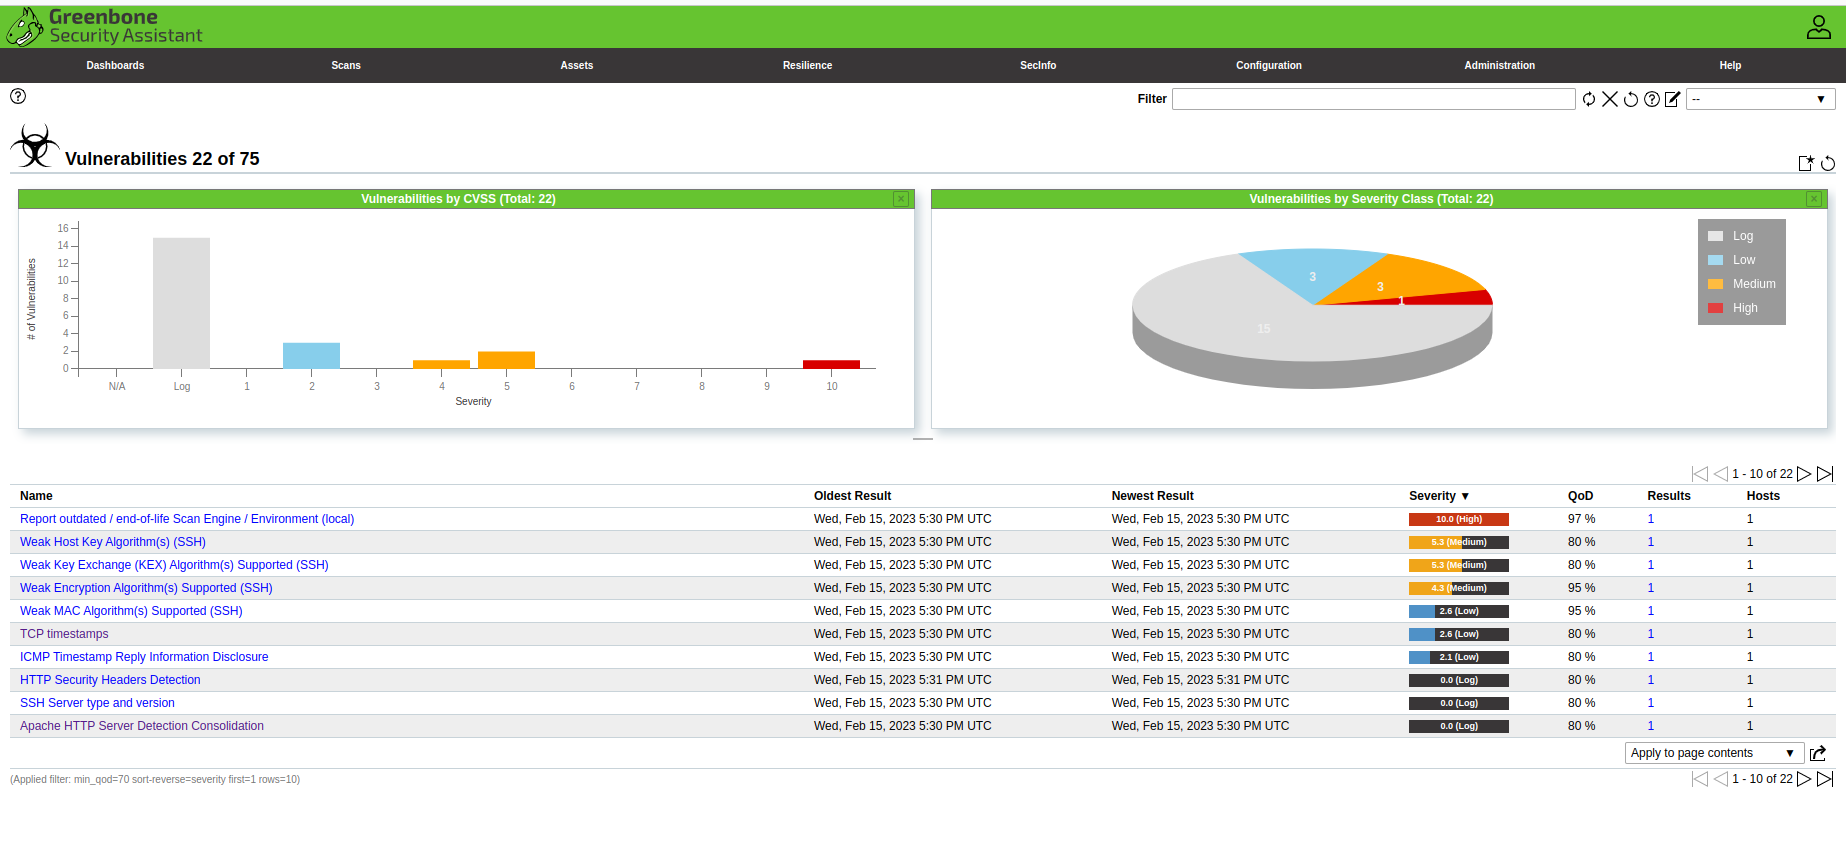 Greenbone
Security Assistant
Dashboards Scans Assets Resilience SecInfo Configuration Administration Help
Filter --
Vulnerabilities 22 of 75
Vulnerabilities by CVSS (Total: 22) x
# of Vulnerabilities
16
14
12
10
8
6
4
2
0
N/A Log 1 2 3 4 5 6 7 8 9 10
Severity
Vulnerabilities by Severity Class (Total: 22) x
3
3
1
15
Log
Low
Medium
High
1 - 10 of 22
Name Oldest Result Newest Result Severity ▼ QoD Results Hosts
Report outdated / end-of-life Scan Engine / Environment (local) Wed, Feb 15, 2023 5:30 PM UTC Wed, Feb 15, 2023 5:30 PM UTC 10.0 (High) 97 % 1 1
Weak Host Key Algorithm(s) (SSH) Wed, Feb 15, 2023 5:30 PM UTC Wed, Feb 15, 2023 5:30 PM UTC 5.3 (Medium) 80 % 1 1
Weak Key Exchange (KEX) Algorithm(s) Supported (SSH) Wed, Feb 15, 2023 5:30 PM UTC Wed, Feb 15, 2023 5:30 PM UTC 5.3 (Medium) 80 % 1 1
Weak Encryption Algorithm(s) Supported (SSH) Wed, Feb 15, 2023 5:30 PM UTC Wed, Feb 15, 2023 5:30 PM UTC 4.3 (Medium) 95 % 1 1
Weak MAC Algorithm(s) Supported (SSH) Wed, Feb 15, 2023 5:30 PM UTC Wed, Feb 15, 2023 5:30 PM UTC 2.6 (Low) 95 % 1 1
TCP timestamps Wed, Feb 15, 2023 5:30 PM UTC Wed, Feb 15, 2023 5:30 PM UTC 2.6 (Low) 80 % 1 1
ICMP Timestamp Reply Information Disclosure Wed, Feb 15, 2023 5:30 PM UTC Wed, Feb 15, 2023 5:30 PM UTC 2.1 (Low) 80 % 1 1
HTTP Security Headers Detection Wed, Feb 15, 2023 5:31 PM UTC Wed, Feb 15, 2023 5:31 PM UTC 0.0 (Log) 80 % 1 1
SSH Server type and version Wed, Feb 15, 2023 5:30 PM UTC Wed, Feb 15, 2023 5:30 PM UTC 0.0 (Log) 80 % 1 1
Apache HTTP Server Detection Consolidation Wed, Feb 15, 2023 5:30 PM UTC Wed, Feb 15, 2023 5:30 PM UTC 0.0 (Log) 80 % 1 1
Apply to page contents ▼
(Applied filter: min_qod=70 sort-reverse=severity first=1 rows=10) 1 - 10 of 22